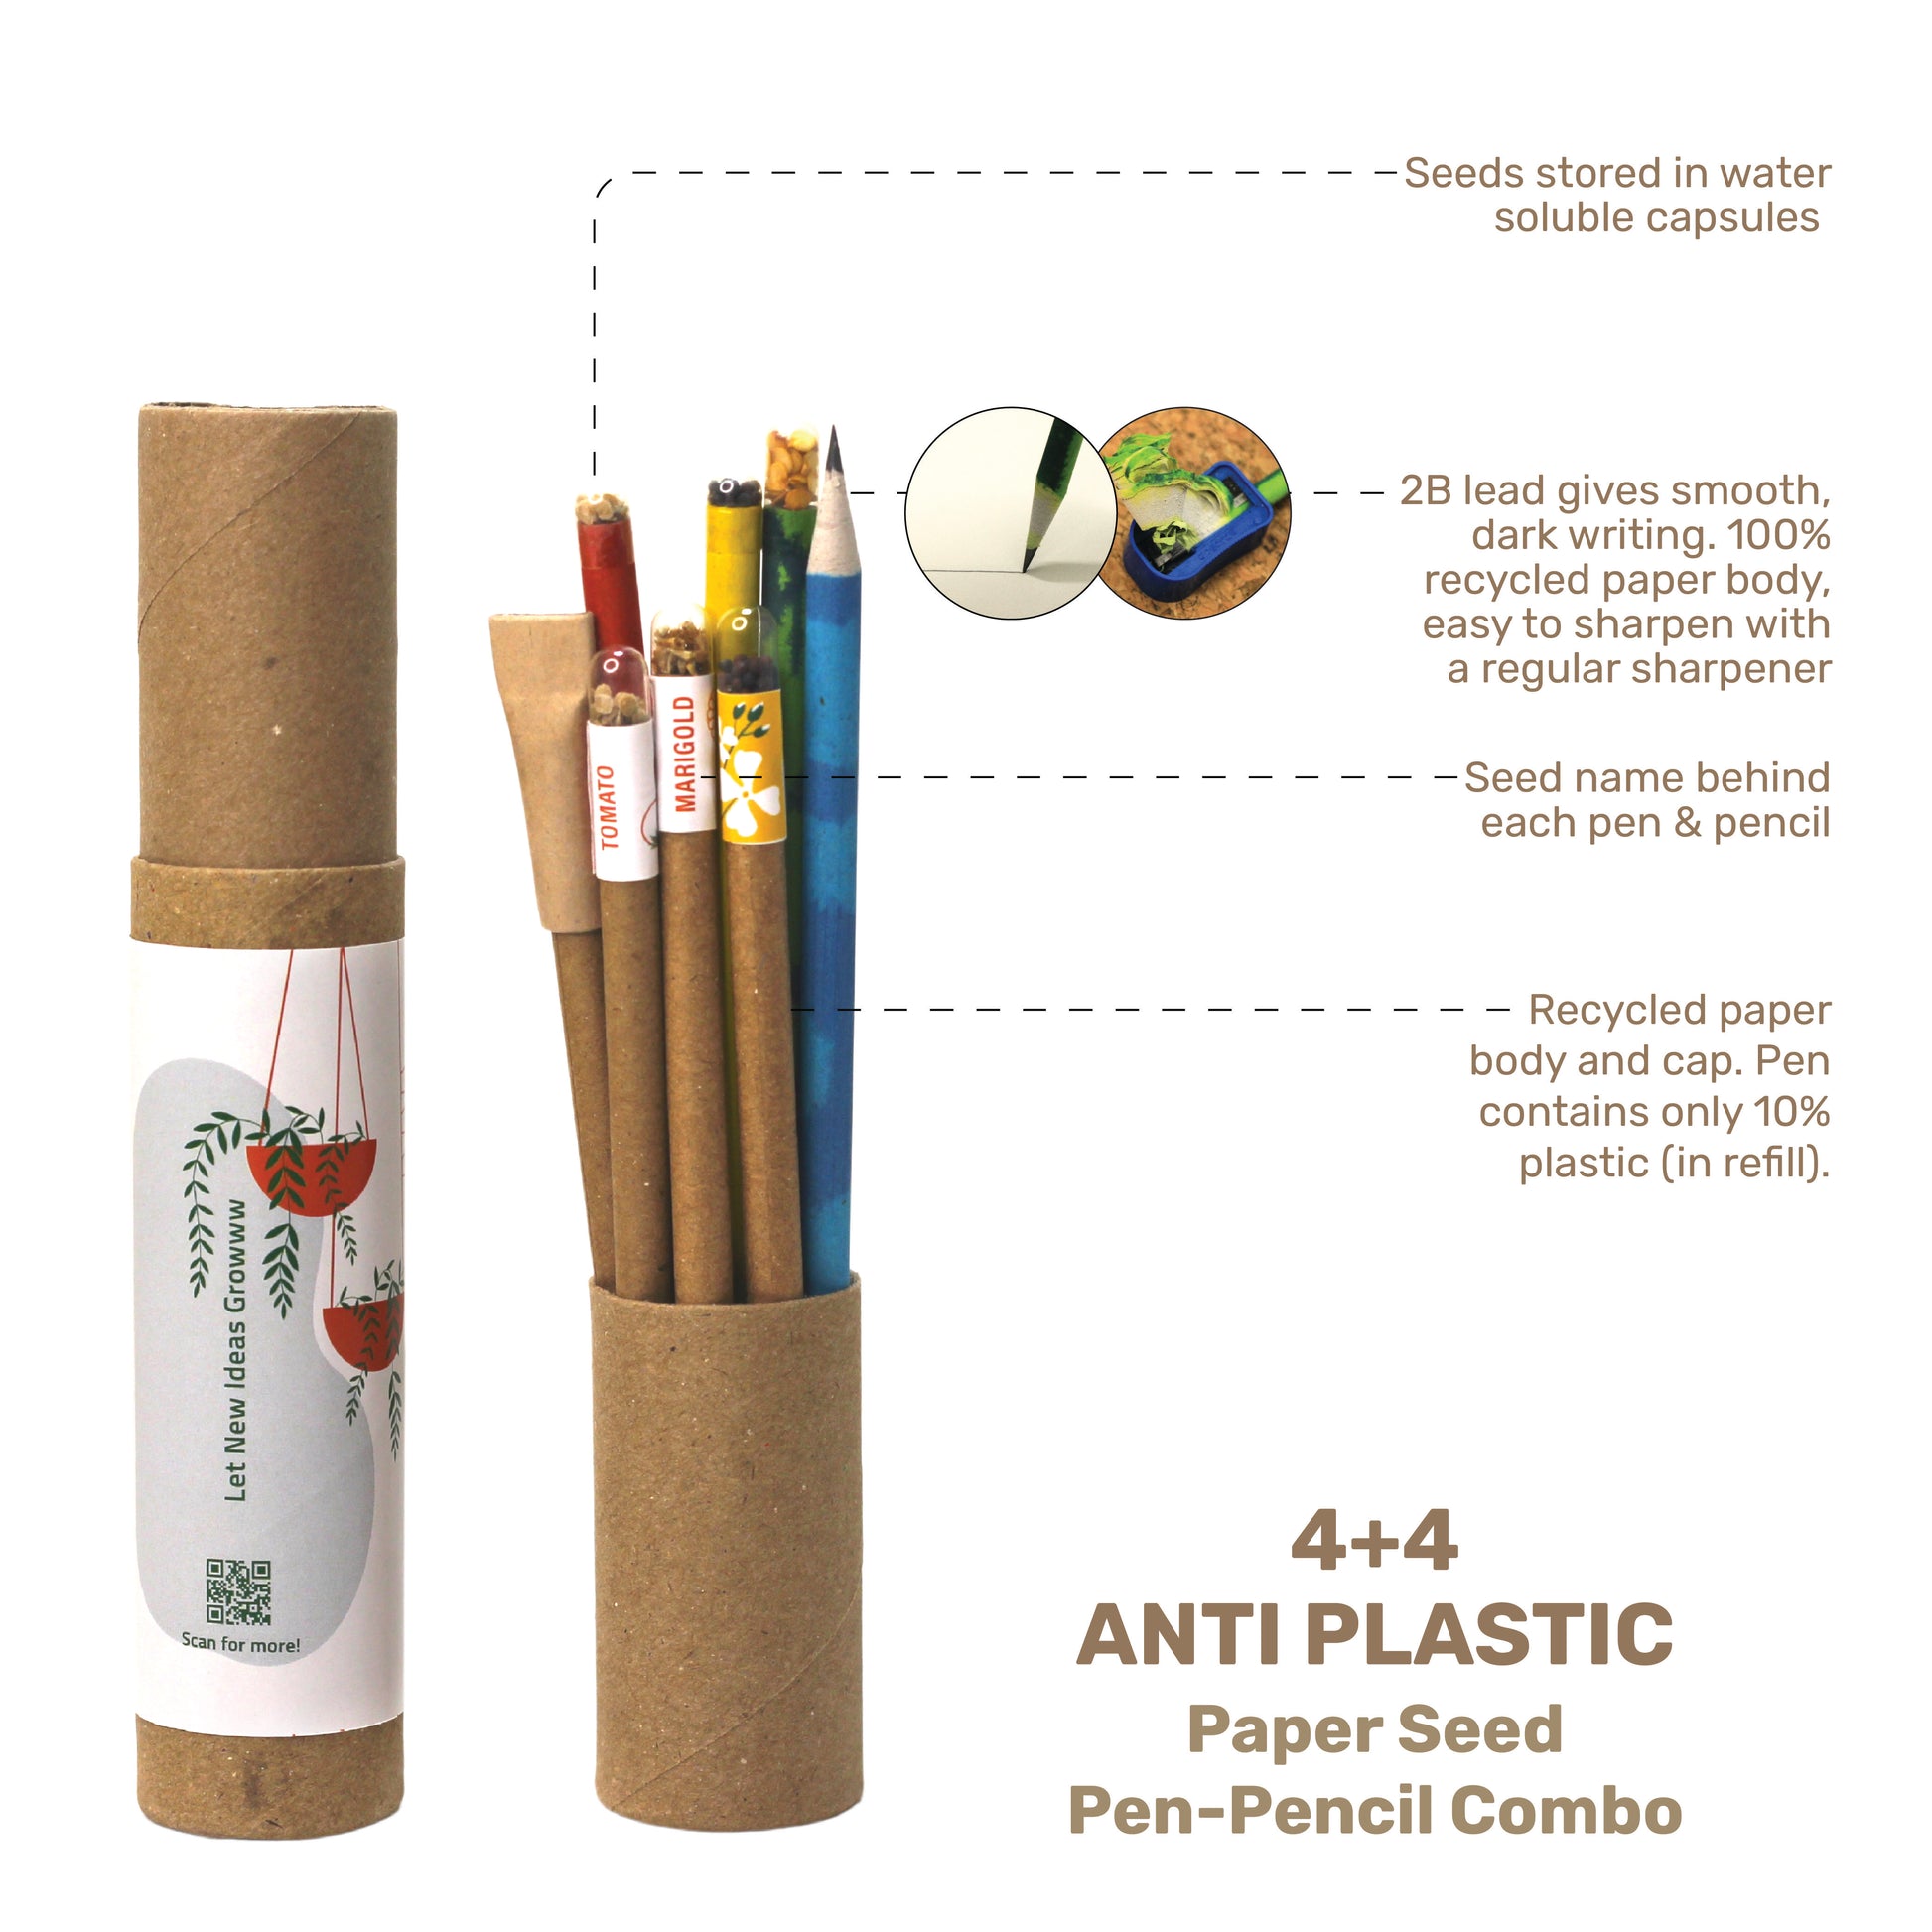 Seeds stored in water
soluble capsules
2B lead gives smooth,
dark writing. 100%
recycled paper body,
easy to sharpen with
a regular sharpener
Seed name behind
each pen & pencil
Recycled paper
body and cap. Pen
contains only 10%
plastic (in refill).
TOMATO
MARIGOLD
Let New Ideas Growww
Scan for more!
4+4
ANTI PLASTIC
Paper Seed
Pen-Pencil Combo